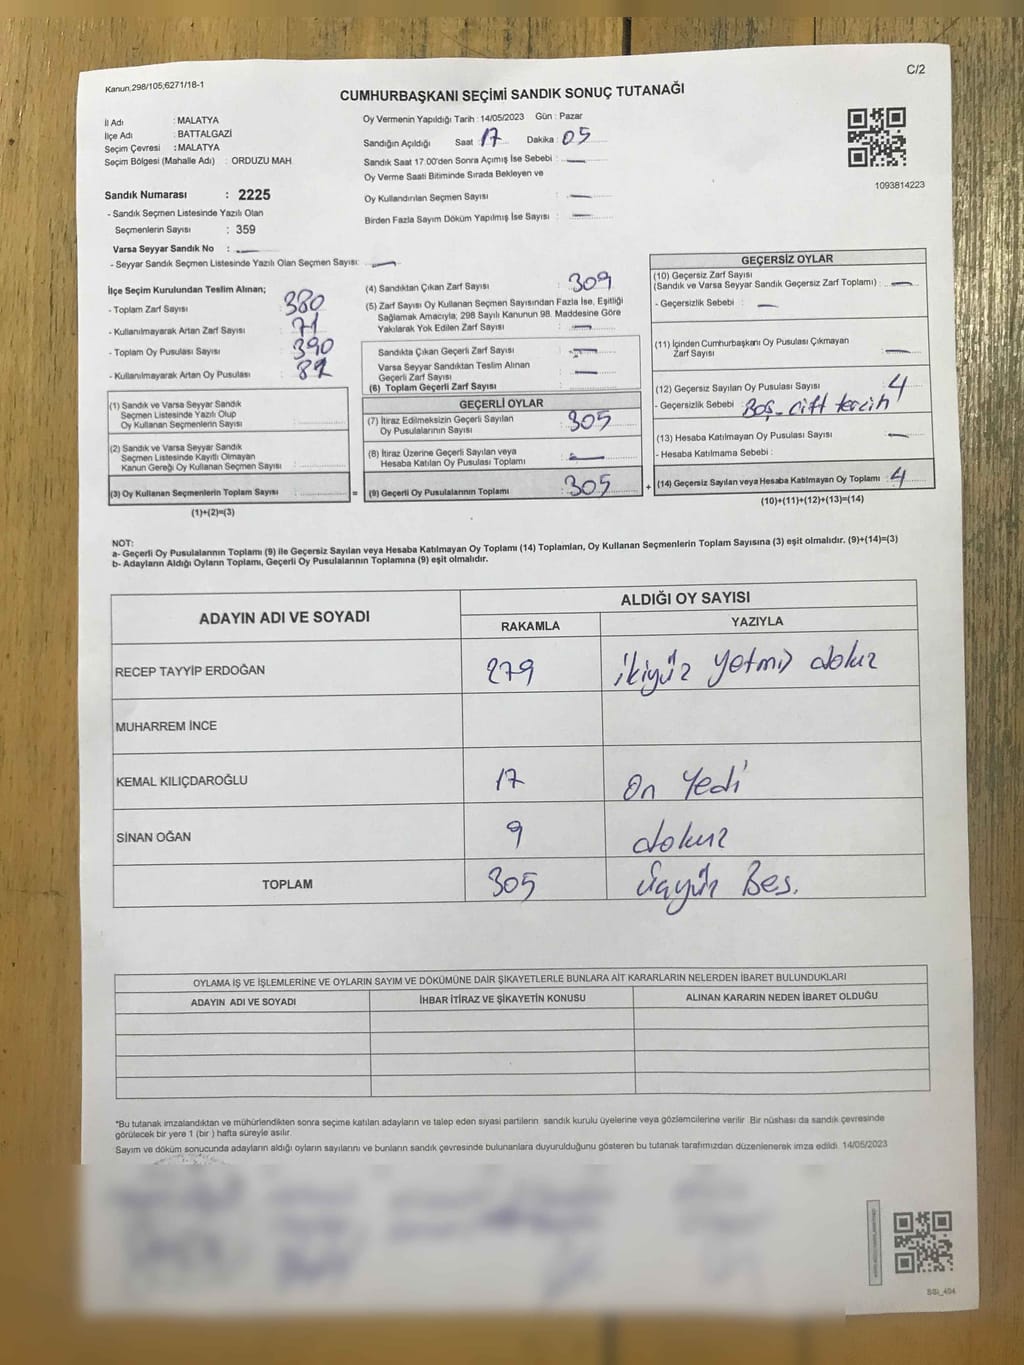 Kanun,298/105;6271/18-1
C/2
CUMHURBAŞKANI SEÇİMİ SANDIK SONUÇ TUTANAĞI
İl Adı : MALATYA
İlçe Adı : BATTALGAZİ
Seçim Çevresi : MALATYA
Seçim Bölgesi (Mahalle Adı) : ORDUZU MAH.
Sandık Numarası : 2225
- Sandık Seçmen Listesinde Yazılı Olan
Seçmenlerin Sayısı : 359
Varsa Seyyar Sandık No : —
- Seyyar Sandık Seçmen Listesinde Yazılı Olan Seçmen Sayısı: —
Oy Vermenin Yapıldığı Tarih : 14/05/2023 Gün : Pazar
Sandığın Açıldığı Saat : 17 Dakika : 05
Sandık Saat 17.00'den Sonra Açımış İse Sebebi : —
Oy Verme Saati Bitiminde Sırada Bekleyen ve
Oy Kullandırılan Seçmen Sayısı : —
Birden Fazla Sayım Döküm Yapılmış İse Sayısı : —
1093814223
İlçe Seçim Kurulundan Teslim Alınan;
- Toplam Zarf Sayısı : 380
- Kullanılmayarak Artan Zarf Sayısı : 71
- Toplam Oy Pusulası Sayısı : 390
- Kullanılmayarak Artan Oy Pusulası : 81
(1) Sandık ve Varsa Seyyar Sandık
Seçmen Listesinde Yazılı Olup
Oy Kullanan Seçmenlerin Sayısı :
(2) Sandık ve Varsa Seyyar Sandık
Seçmen Listesinde Kayıtlı Olmayan
Kanun Gereği Oy Kullanan Seçmen Sayısı :
(3) Oy Kullanan Seçmenlerin Toplam Sayısı : =
(1)+(2)=(3)
(4) Sandıktan Çıkan Zarf Sayısı : 309
(5) Zarf Sayısı Oy Kullanan Seçmen Sayısından Fazla İse, Eşitliği
Sağlamak Amacıyla; 298 Sayılı Kanunun 98. Maddesine Göre
Yakılarak Yok Edilen Zarf Sayısı : —
Sandıkta Çıkan Geçerli Zarf Sayısı : —
Varsa Seyyar Sandıktan Teslim Alınan
Geçerli Zarf Sayısı : —
(6) Toplam Geçerli Zarf Sayısı :
GEÇERLİ OYLAR
(7) İtiraz Edilmeksizin Geçerli Sayılan
Oy Pusulalarının Sayısı : 305
(8) İtiraz Üzerine Geçerli Sayılan veya
Hesaba Katılan Oy Pusulası Toplamı : —
(9) Geçerli Oy Pusulalarının Toplamı : 305 +
GEÇERSİZ OYLAR
(10) Geçersiz Zarf Sayısı
(Sandık ve Varsa Seyyar Sandık Geçersiz Zarf Toplamı) : —
- Geçersizlik Sebebi : —
(11) İçinden Cumhurbaşkanı Oy Pusulası Çıkmayan
Zarf Sayısı : —
(12) Geçersiz Sayılan Oy Pusulası Sayısı : 4
- Geçersizlik Sebebi : Boş - çift tercih
(13) Hesaba Katılmayan Oy Pusulası Sayısı : —
- Hesaba Katılmama Sebebi :
(14) Geçersiz Sayılan veya Hesaba Katılmayan Oy Toplamı : 4
(10)+(11)+(12)+(13)=(14)
NOT:
a- Geçerli Oy Pusulalarının Toplamı (9) ile Geçersiz Sayılan veya Hesaba Katılmayan Oy Toplamı (14) Toplamları, Oy Kullanan Seçmenlerin Toplam Sayısına (3) eşit olmalıdır. (9)+(14)=(3)
b- Adayların Aldığı Oyların Toplamı, Geçerli Oy Pusulalarının Toplamına (9) eşit olmalıdır.
ADAYIN ADI VE SOYADI ALDIĞI OY SAYISI
RAKAMLA YAZIYLA
RECEP TAYYİP ERDOĞAN 279 ikiyüz yetmiş dokuz
MUHARREM İNCE
KEMAL KILIÇDAROĞLU 17 On Yedi
SİNAN OĞAN 9 dokuz
TOPLAM 305 Üçyüz Beş.
OYLAMA İŞ VE İŞLEMLERİNE VE OYLARIN SAYIM VE DÖKÜMÜNE DAİR ŞİKAYETLERLE BUNLARA AİT KARARLARIN NELERDEN İBARET BULUNDUKLARI
ADAYIN ADI VE SOYADI İHBAR İTİRAZ VE ŞİKAYETİN KONUSU ALINAN KARARIN NEDEN İBARET OLDUĞU
*Bu tutanak imzalandıktan ve mühürlendikten sonra seçime katılan adayların ve talep eden siyasi partilerin sandık kurulu üyelerine veya gözlemcilerine verilir Bir nüshası da sandık çevresinde
görülecek bir yere 1 (bir ) hafta süreyle asılır.
Sayım ve döküm sonucunda adayların aldığı oyların sayılarını ve bunların sandık çevresinde bulunanlara duyurulduğunu gösteren bu tutanak tarafımızdan düzenlenerek imza edildi. 14/05/2023
SSİ_494